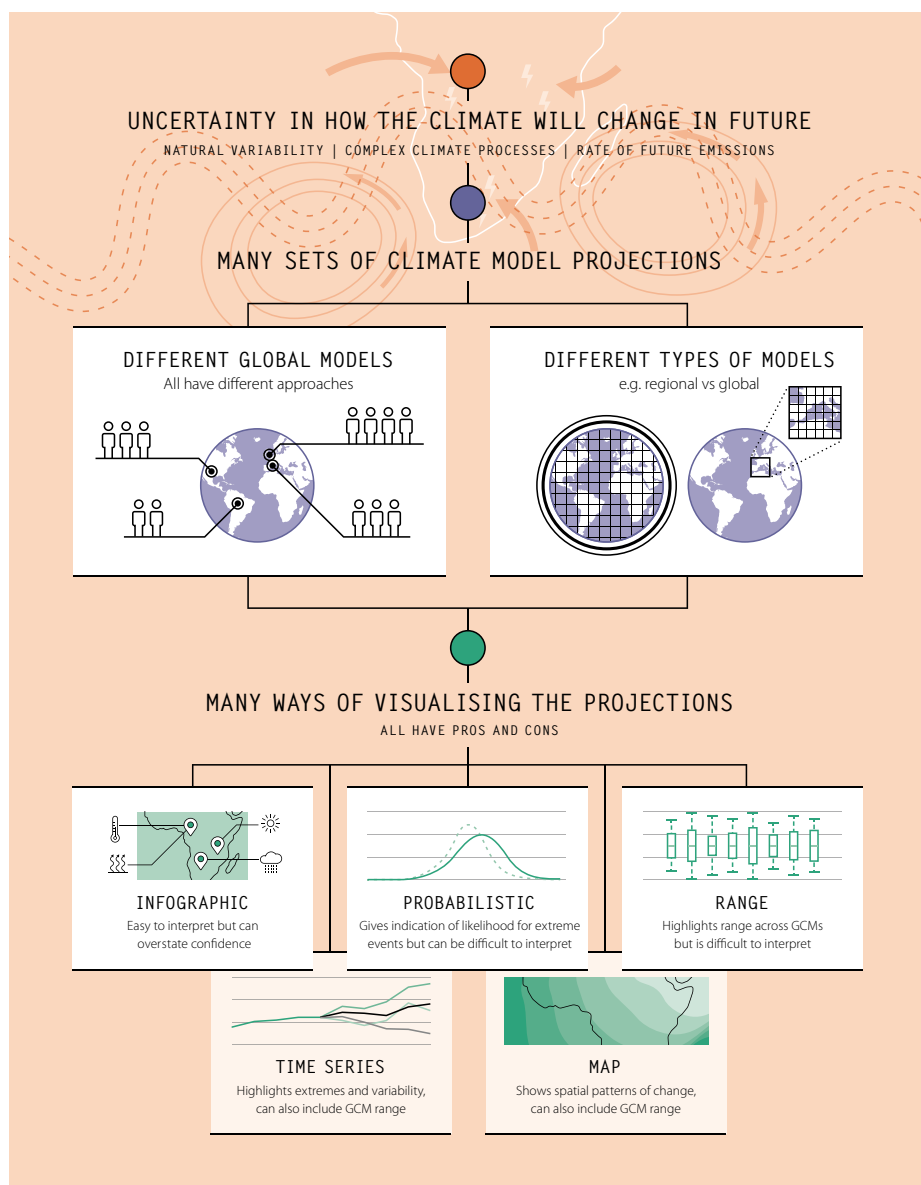 UNCERTAINTY IN HOW THE CLIMATE WILL CHANGE IN FUTURE
NATURAL VARIABILITY | COMPLEX CLIMATE PROCESSES | RATE OF FUTURE EMISSIONS
MANY SETS OF CLIMATE MODEL PROJECTIONS
DIFFERENT GLOBAL MODELS
All have different approaches
DIFFERENT TYPES OF MODELS
e.g. regional vs global
MANY WAYS OF VISUALISING THE PROJECTIONS
ALL HAVE PROS AND CONS
INFOGRAPHIC
Easy to interpret but can
overstate confidence
PROBABILISTIC
Gives indication of likelihood for extreme
events but can be difficult to interpret
RANGE
Highlights range across GCMs
but is difficult to interpret
TIME SERIES
Highlights extremes and variability,
can also include GCM range
MAP
Shows spatial patterns of change,
can also include GCM range